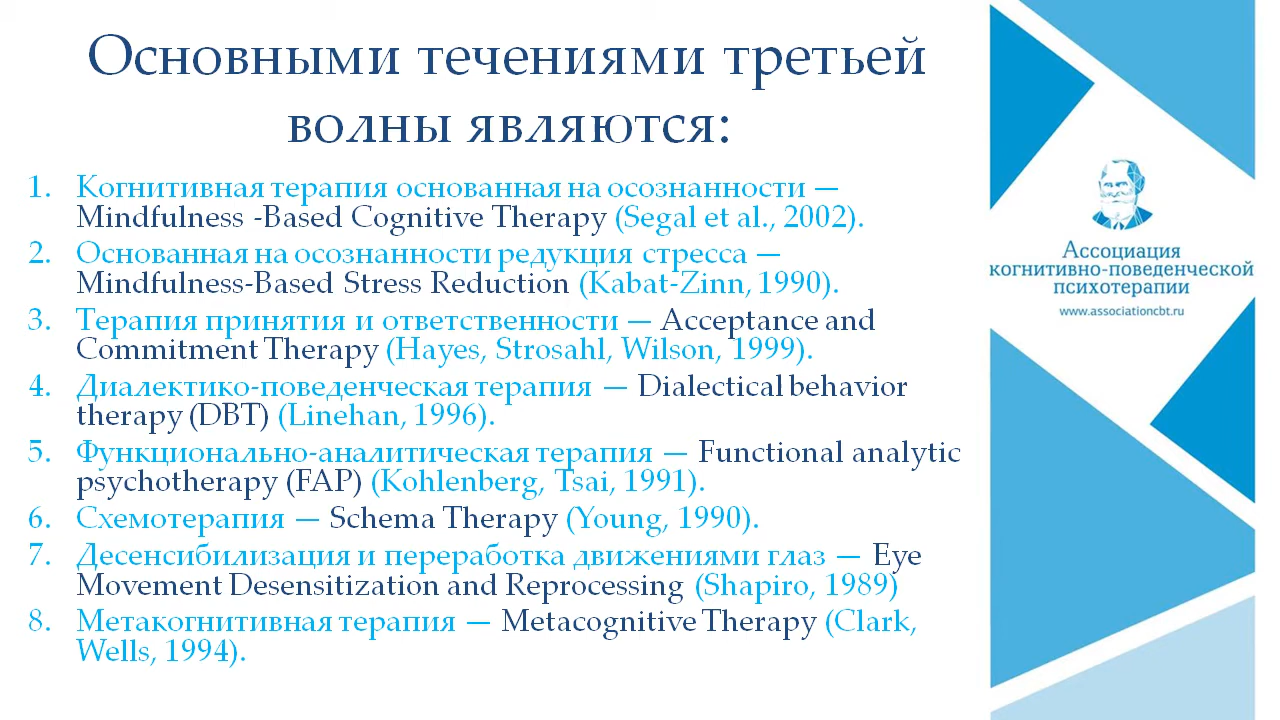 Основными течениями третьей
волны являются:
1. Когнитивная терапия основанная на осознанности —
Mindfulness -Based Cognitive Therapy (Segal et al., 2002).
2. Основанная на осознанности редукция стресса —
Mindfulness-Based Stress Reduction (Kabat-Zinn, 1990).
3. Терапия принятия и ответственности — Acceptance and
Commitment Therapy (Hayes, Strosahl, Wilson, 1999).
4. Диалектико-поведенческая терапия — Dialectical behavior
therapy (DBT) (Linehan, 1996).
5. Функционально-аналитическая терапия — Functional analytic
psychotherapy (FAP) (Kohlenberg, Tsai, 1991).
6. Схемотерапия — Schema Therapy (Young, 1990).
7. Десенсибилизация и переработка движениями глаз — Eye
Movement Desensitization and Reprocessing (Shapiro, 1989)
8. Метакогнитивная терапия — Metacognitive Therapy (Clark,
Wells, 1994).
Ассоциация
когнитивно-поведенческой
психотерапии
www.associationcbt.ru